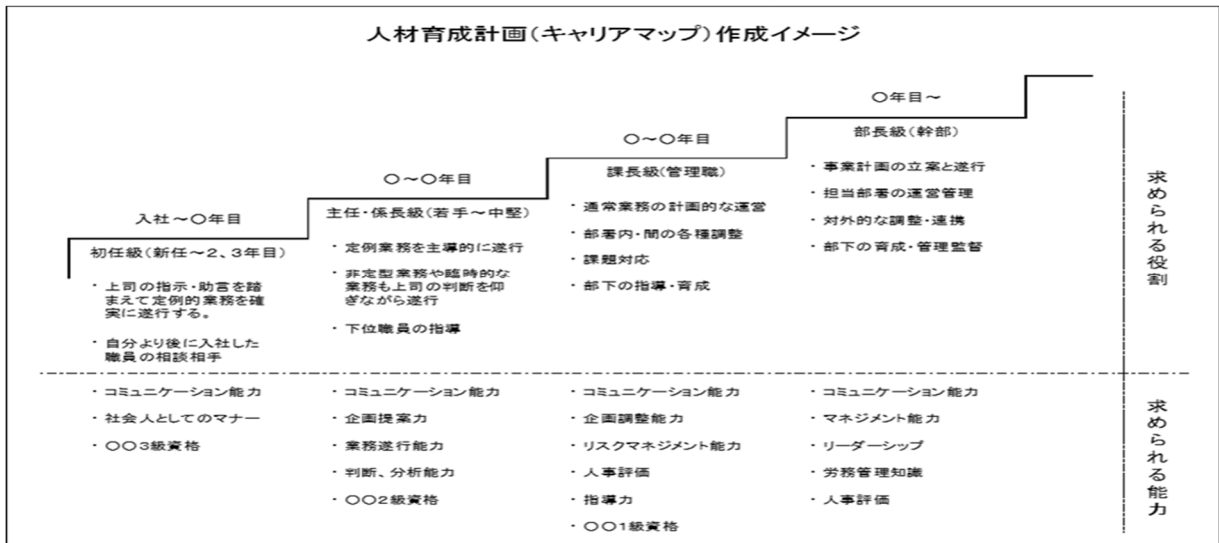 人材育成計画(キャリアマップ)作成イメージ
入社～〇年目
初任級(新任～2、3年目)
・上司の指示・助言を踏
まえて定例的業務を確
実に遂行する。
・自分より後に入社した
職員の相談相手
〇～〇年目
主任・係長級(若手～中堅)
・定例業務を主導的に遂行
・非定型業務や臨時的な
業務も上司の判断を仰
ぎながら遂行
・下位職員の指導
〇～〇年目
課長級(管理職)
・通常業務の計画的な運営
・部署内・間の各種調整
・課題対応
・部下の指導・育成
〇年目～
部長級(幹部)
・事業計画の立案と遂行
・担当部署の運営管理
・対外的な調整・連携
・部下の育成・管理監督
求められる役割
・コミュニケーション能力
・社会人としてのマナー
・〇〇3級資格
・コミュニケーション能力
・企画提案力
・業務遂行能力
・判断、分析能力
・〇〇2級資格
・コミュニケーション能力
・企画調整能力
・リスクマネジメント能力
・人事評価
・指導力
・〇〇1級資格
・コミュニケーション能力
・マネジメント能力
・リーダーシップ
・労務管理知識
・人事評価
求められる能力